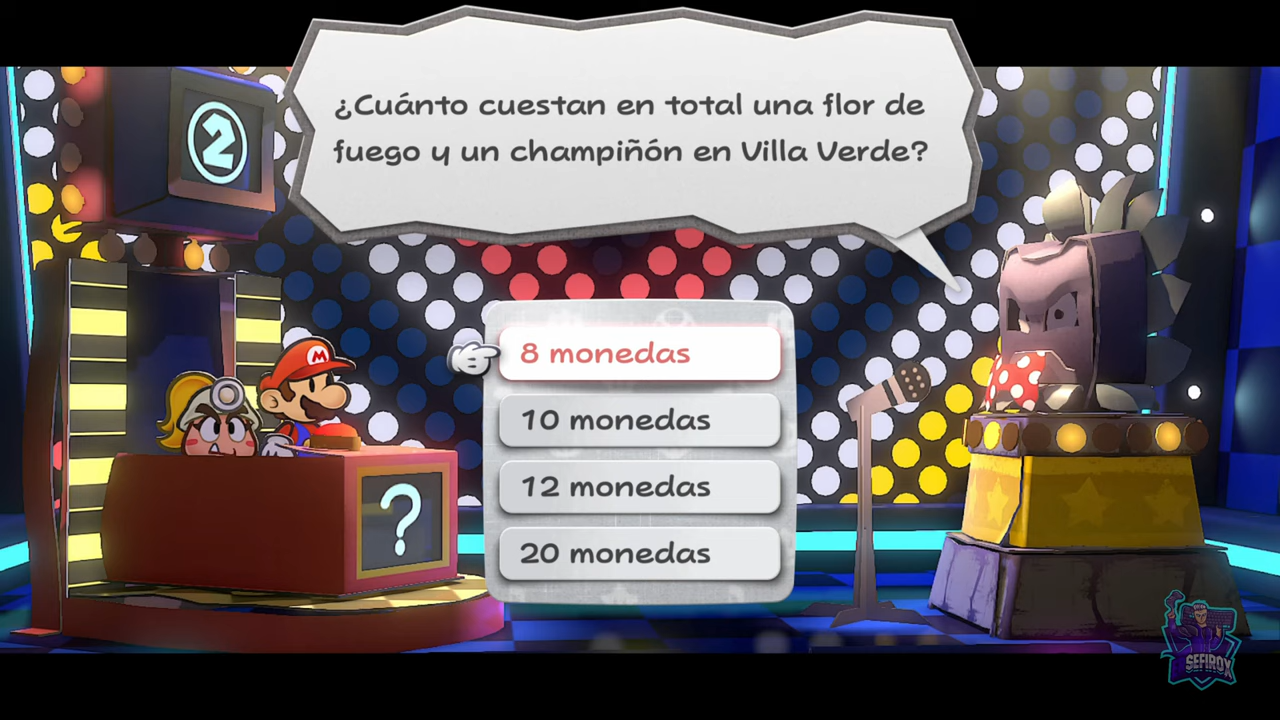 ¿Cuánto cuestan en total una flor de
fuego y un champiñón en Villa Verde?
2
8 monedas
10 monedas
12 monedas
20 monedas
M
?
SEFIROX